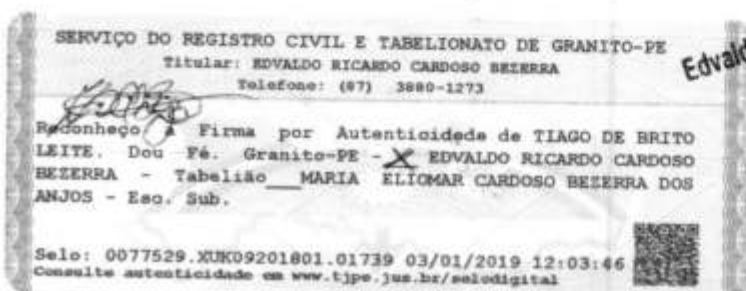 SERVIÇO DO REGISTRO CIVIL E TABELIONATO DE GRANITO-PE
Edvald
Titular: EDVALDO RICARDO CARDOSO BEZERRA
Telefone: (87) 3880-1273
Reconheço a Firma por Autenticidade de TIAGO DE BRITO
LEITE. Dou Fé. Granito-PE - X EDVALDO RICARDO CARDOSO
BEZERRA - Tabelião___MARIA ELIOMAR CARDOSO BEZERRA DOS
ANJOS - Esc. Sub.
Selo: 0077529.XUK09201801.01739 03/01/2019 12:03:46
Consulte autenticidade em www.tjpe.jus.br/selodigital